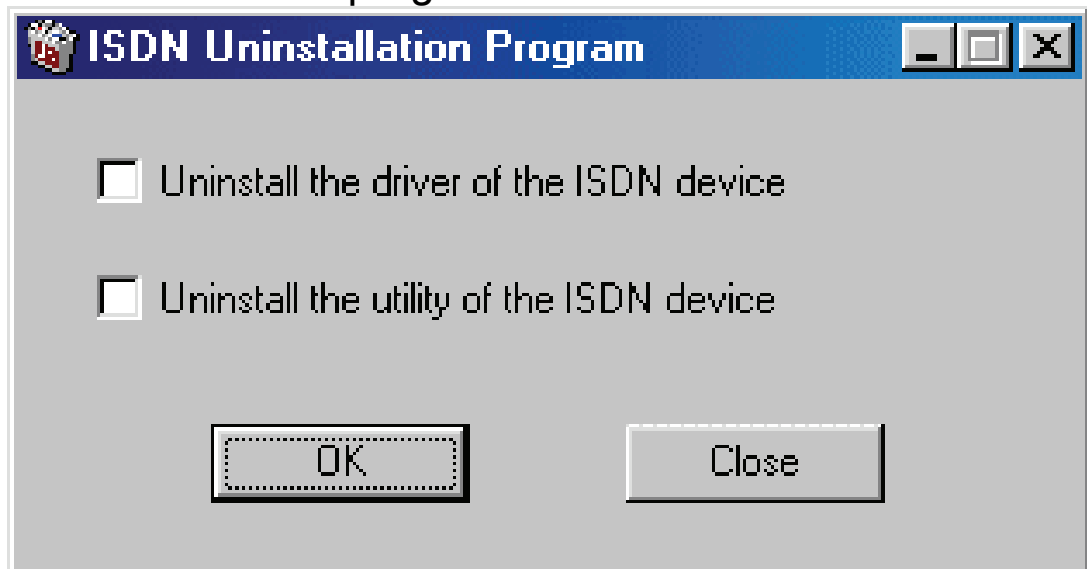 ISDN Uninstallation Program
Uninstall the driver of the ISDN device
Uninstall the utility of the ISDN device
OK
Close